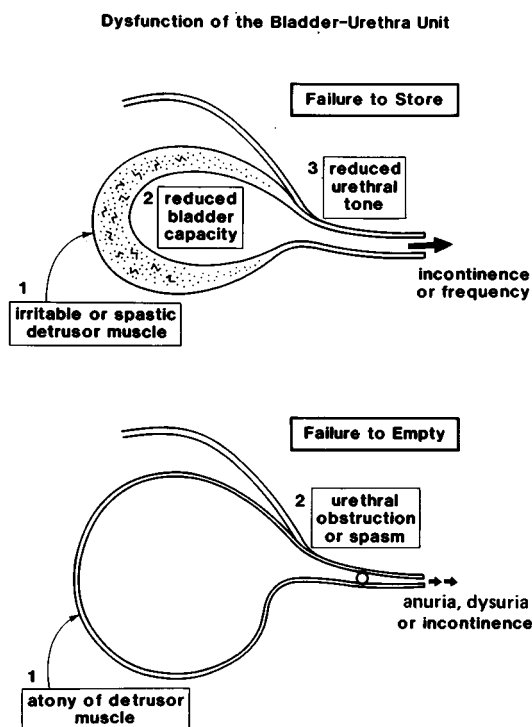 Dysfunction of the Bladder-Urethra Unit
Failure to Store
3 reduced
urethral
tone
2 reduced
bladder
capacity
incontinence
or frequency
1
irritable or spastic
detrusor muscle
Failure to Empty
2 urethral
obstruction
or spasm
anuria, dysuria
or incontinence
1
atony of detrusor
muscle